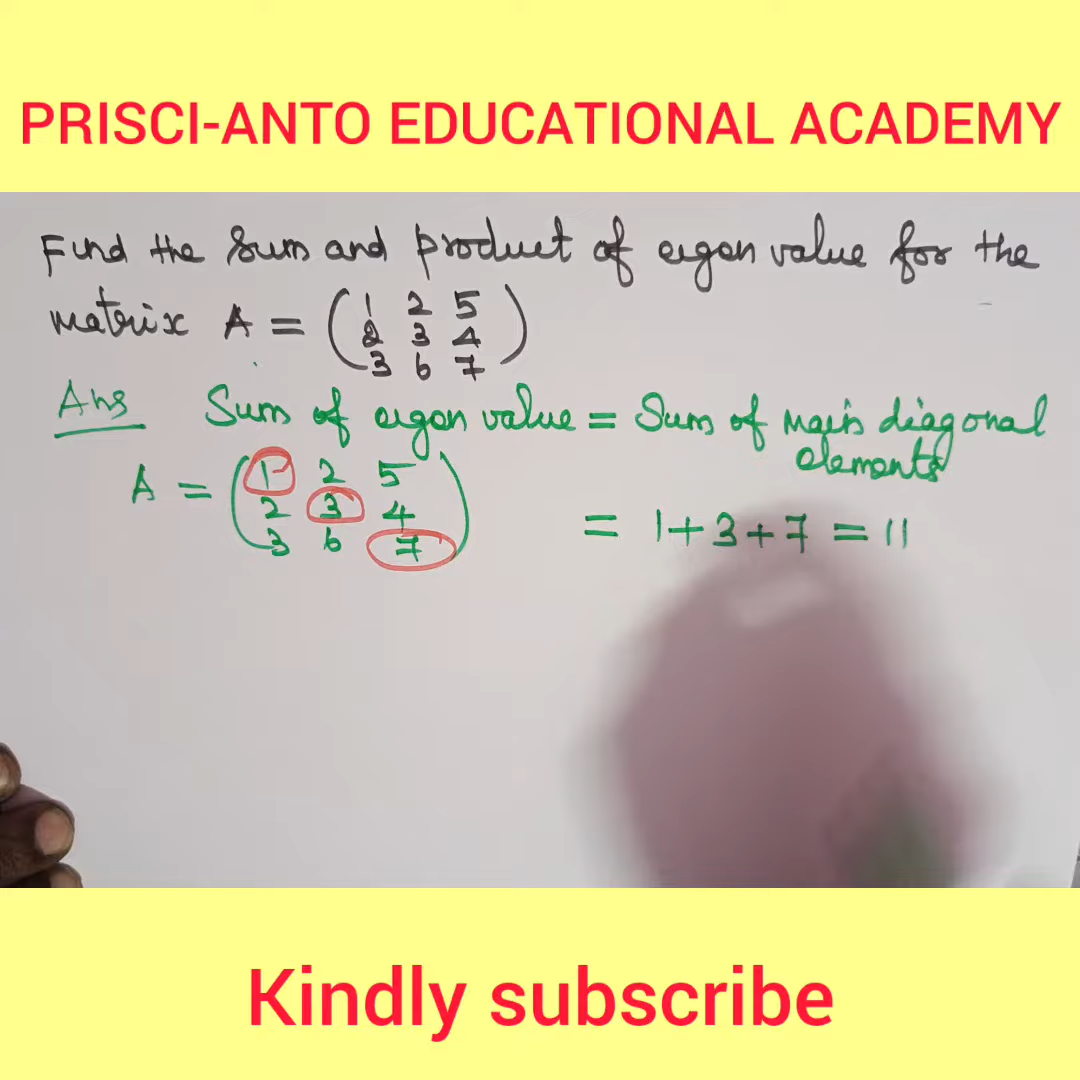 PRISCI-ANTO EDUCATIONAL ACADEMY
Find the Sum and product of eigen value for the
matrix A = (1 2 5
2 3 4
3 6 7)
Ans Sum of eigen value = Sum of main diagonal
elements
A = (1 2 5
2 3 4
3 6 7)
= 1+3+7 = 11
Kindly subscribe